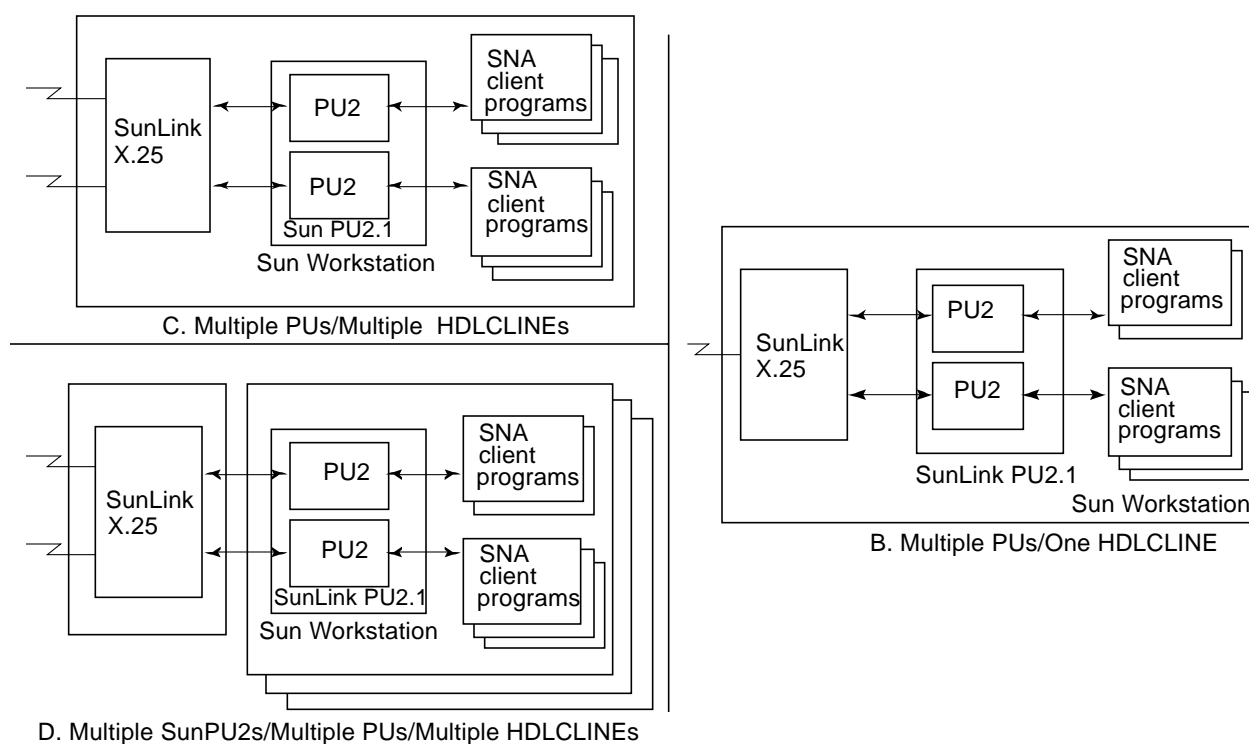 SunLink
X.25
PU2
PU2
Sun PU2.1
Sun Workstation
SNA
client
programs
SNA
client
programs
C. Multiple PUs/Multiple HDLCLINEs
SunLink
X.25
PU2
PU2
SunLink PU2.1
Sun Workstation
SNA
client
programs
SNA
client
programs
D. Multiple SunPU2s/Multiple PUs/Multiple HDLCLINEs
SunLink
X.25
PU2
PU2
SunLink PU2.1
SNA
client
programs
SNA
client
programs
Sun Workstation
B. Multiple PUs/One HDLCLINE